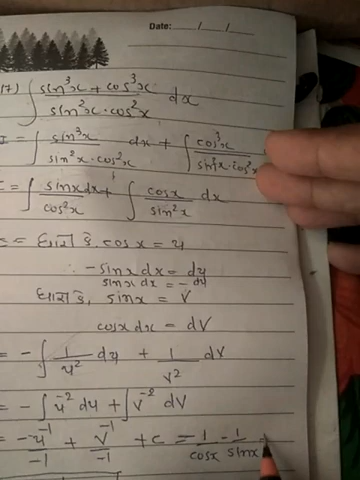 Date: / /
17) ∫ sin³x + cos³x / sin²x · cos²x dx
I = ∫ sin³x / sin²x · cos²x dx + ∫ cos³x / sin²x · cos²x
I = ∫ sinx dx / cos²x + ∫ cosx / sin²x dx
ધારો કે, cos x = u
∴ -sinx dx = du
sinx dx = -du
ધારો કે, sinx = v
cosx dx = dv
= - ∫ 1/u² du + 1/v² dv
= - ∫ u⁻² du + ∫ v⁻² dv
= -u⁻¹/-1 + v⁻¹/-1 + c = 1/cosx - 1/sinx +